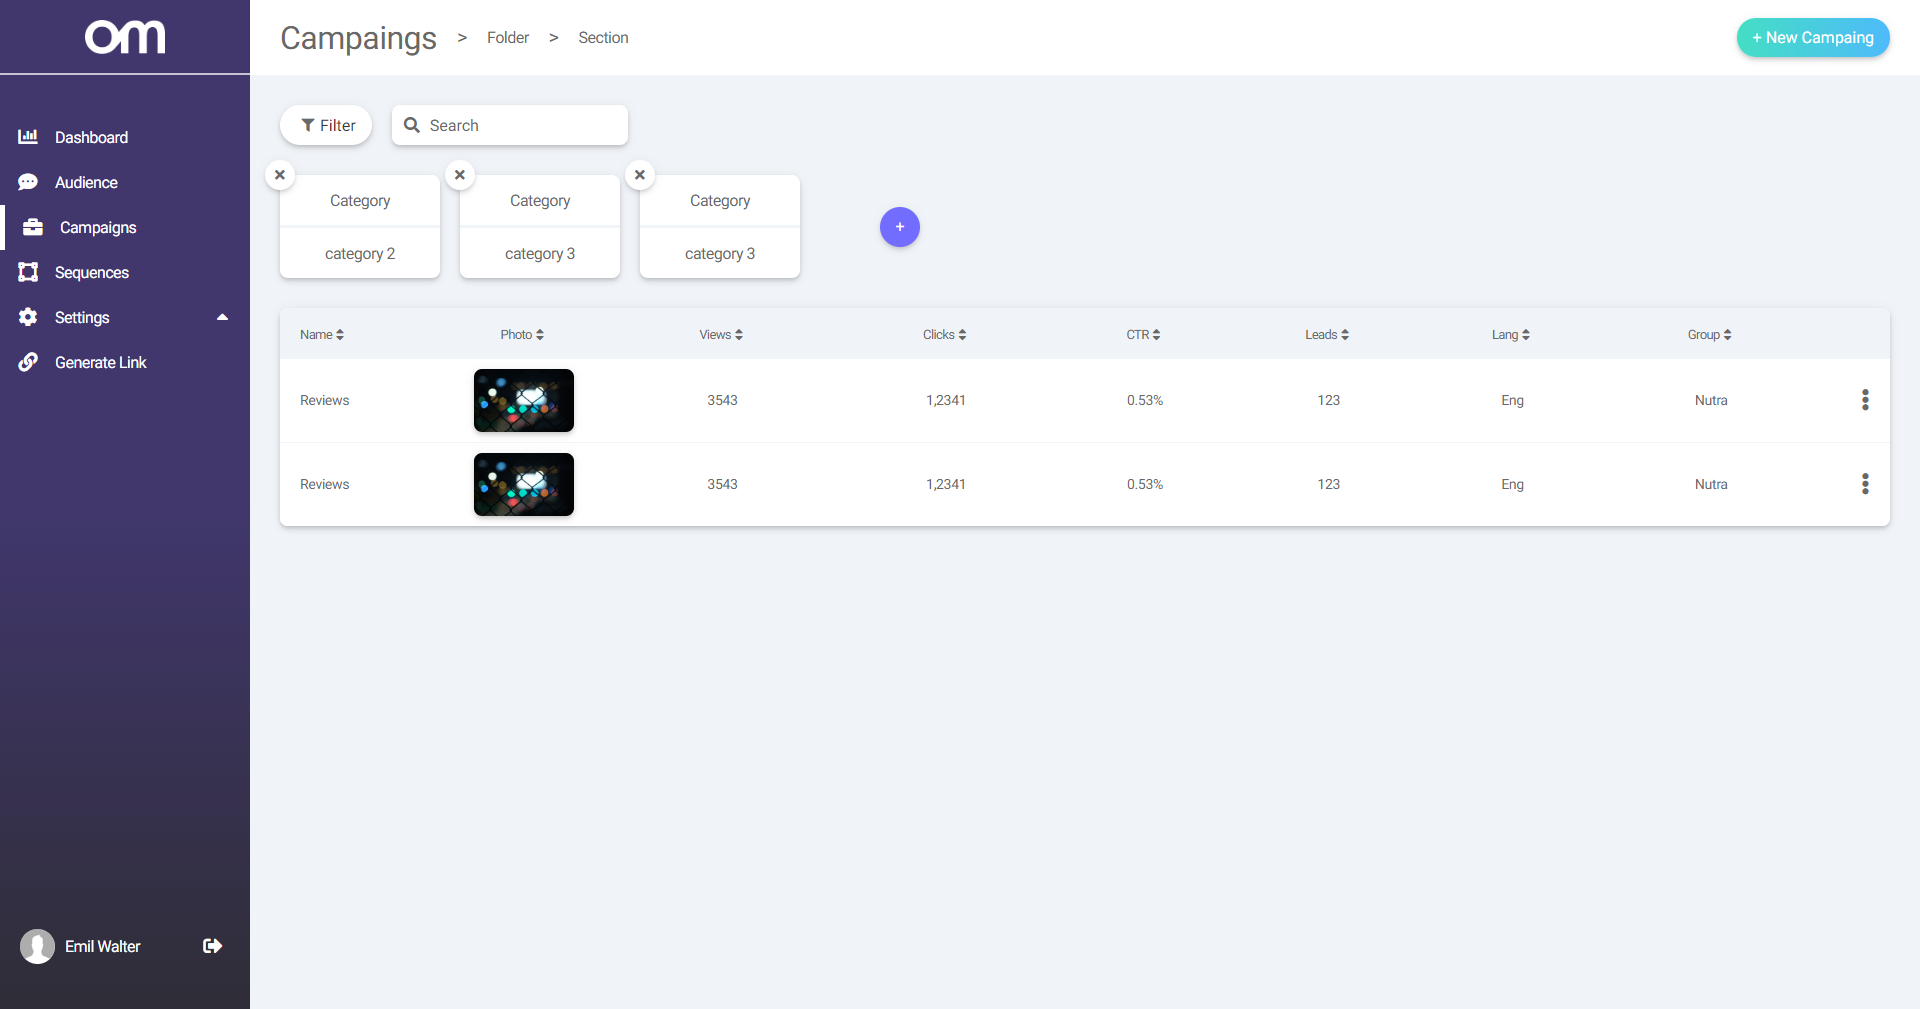 om
Campaings > Folder > Section
+ New Campaing
Dashboard
Audience
Campaigns
Sequences
Settings
Generate Link
Emil Walter
Filter
Search
Category
category 2
Category
category 3
Category
category 3
+
Name Photo Views Clicks CTR Leads Lang Group
Reviews 3543 1,2341 0.53% 123 Eng Nutra
Reviews 3543 1,2341 0.53% 123 Eng Nutra